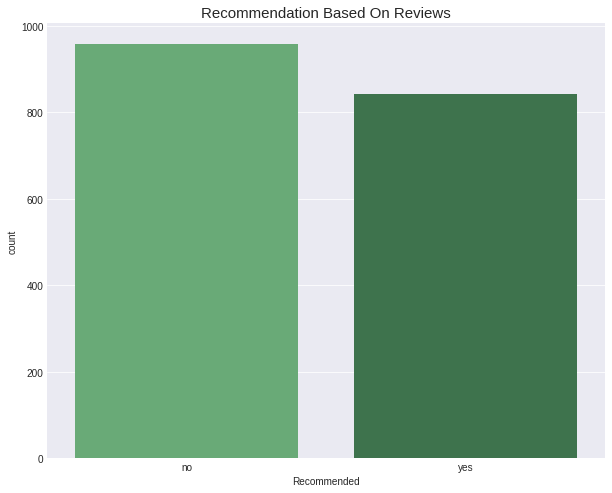 Recommendation Based On Reviews
1000
800
600
400
200
0
count
no
yes
Recommended